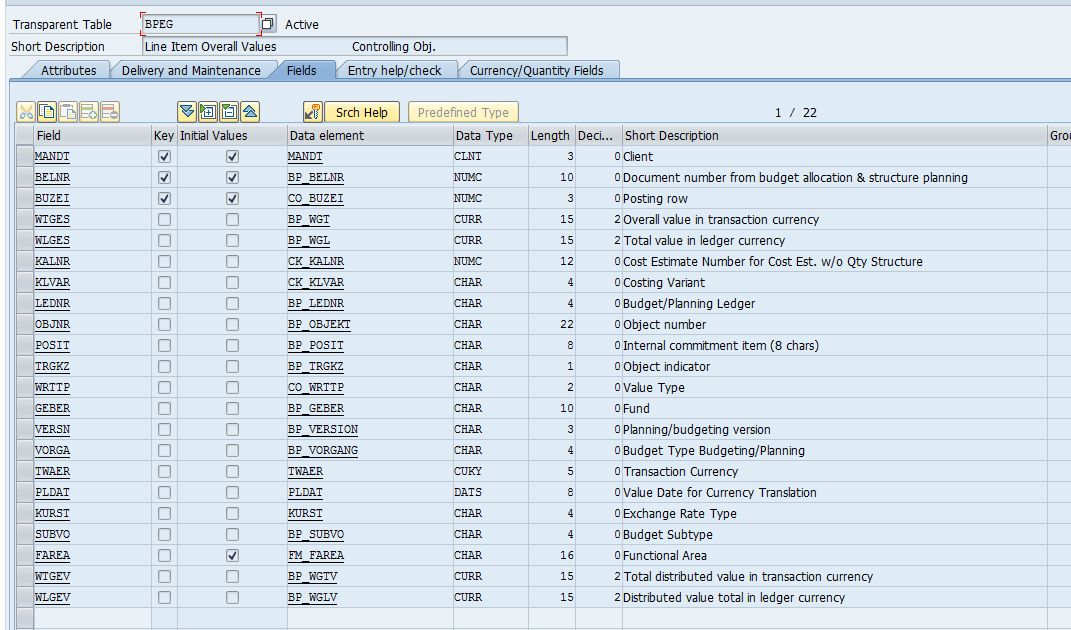 Transparent Table BPEG Active
Short Description Line Item Overall Values Controlling Obj.
Attributes Delivery and Maintenance Fields Entry help/check Currency/Quantity Fields
Srch Help Predefined Type 1 / 22
Field Key Initial Values Data element Data Type Length Deci... Short Description Grou
MANDT MANDT CLNT 3 0 Client
BELNR BP_BELNR NUMC 10 0 Document number from budget allocation & structure planning
BUZEI CO_BUZEI NUMC 3 0 Posting row
WTGES BP_WGT CURR 15 2 Overall value in transaction currency
WLGES BP_WGL CURR 15 2 Total value in ledger currency
KALNR CK_KALNR NUMC 12 0 Cost Estimate Number for Cost Est. w/o Qty Structure
KLVAR CK_KLVAR CHAR 4 0 Costing Variant
LEDNR BP_LEDNR CHAR 4 0 Budget/Planning Ledger
OBJNR BP_OBJEKT CHAR 22 0 Object number
POSIT BP_POSIT CHAR 8 0 Internal commitment item (8 chars)
TRGKZ BP_TRGKZ CHAR 1 0 Object indicator
WRTTP CO_WRTTP CHAR 2 0 Value Type
GEBER BP_GEBER CHAR 10 0 Fund
VERSN BP_VERSION CHAR 3 0 Planning/budgeting version
VORGA BP_VORGANG CHAR 4 0 Budget Type Budgeting/Planning
TWAER TWAER CUKY 5 0 Transaction Currency
PLDAT PLDAT DATS 8 0 Value Date for Currency Translation
KURST KURST CHAR 4 0 Exchange Rate Type
SUBVO BP_SUBVO CHAR 4 0 Budget Subtype
FAREA FM_FAREA CHAR 16 0 Functional Area
WTGEV BP_WGTV CURR 15 2 Total distributed value in transaction currency
WLGEV BP_WGLV CURR 15 2 Distributed value total in ledger currency